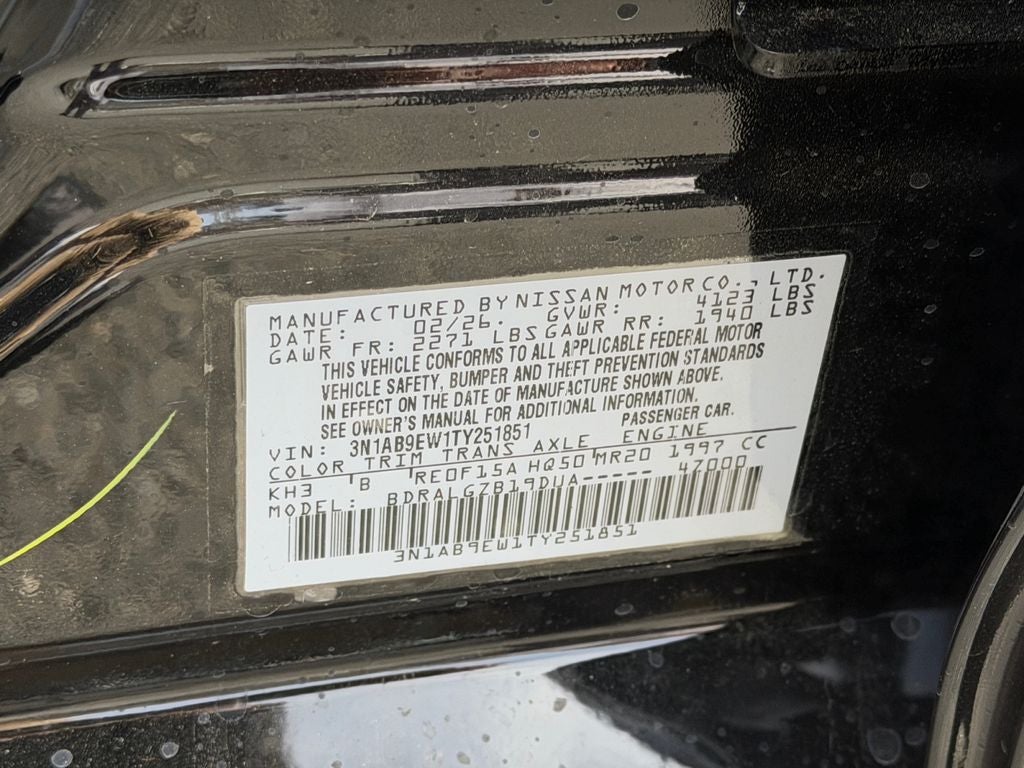 MANUFACTURED BY NISSAN MOTOR CO., LTD.
DATE: 02/26. GVWR: 4123 LBS
GAWR FR: 2271 LBS GAWR RR: 1940 LBS
THIS VEHICLE CONFORMS TO ALL APPLICABLE FEDERAL MOTOR
VEHICLE SAFETY, BUMPER AND THEFT PREVENTION STANDARDS
IN EFFECT ON THE DATE OF MANUFACTURE SHOWN ABOVE.
SEE OWNER'S MANUAL FOR ADDITIONAL INFORMATION.
VIN: 3N1AB9EW1TY251851 PASSENGER CAR.
COLOR TRIM TRANS AXLE ENGINE
KH3 B RE0F15A HQ50 MR20 1997 CC
MODEL: BDRALGZB19DUA---- 47000
3N1AB9EW1TY251851